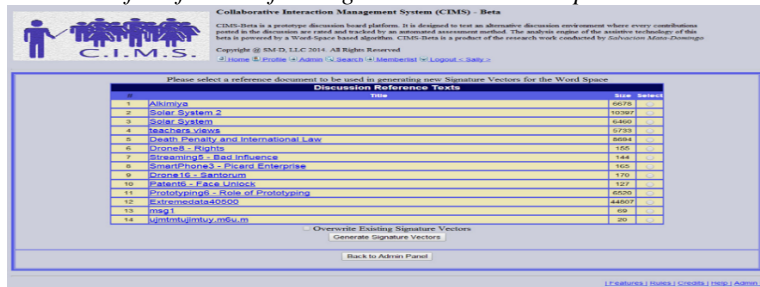 Collaborative Interaction Management System (CIMS) - Beta
CIMS-Beta is a prototype discussion board platform. It is designed to test an alternative discussion environment where every contributions
posted in the discussion are rated and tracked by an automated assessment method. The analysis engine of the assistive technology of this
beta is powered by a Word-Space based algorithm. CIMS-Beta is a product of the research work conducted by Salvacion Mans-Domingo
Copyright @ SM-D, LLC 2014. All Rights Reserved
C.I.M.S.
Home Profile Admin Search Memberlist Logout < Sally >
Please select a reference document to be used in generating new Signature Vectors for the Word Space
Discussion Reference Texts
# Title Size Select
1 Alkimiya 6678
2 Solar System 2 10397
3 Solar System 6460
4 teachers views 5733
5 Death Penalty and International Law 8684
6 Drone8 - Rights 155
7 Streaming5 - Bad Influence 144
8 SmartPhone3 - Picard Enterprise 165
9 Drone16 - Santorum 170
10 Patent6 - Face Unlock 127
11 Prototyping6 - Role of Prototyping 6520
12 Extremedata40500 44807
13 msg1 69
14 ujmtmtujlmtuy.m6u.m 20
Overwrite Existing Signature Vectors
Generate Signature Vectors
Back to Admin Panel
| Features | Rules | Credits | Help | Admin